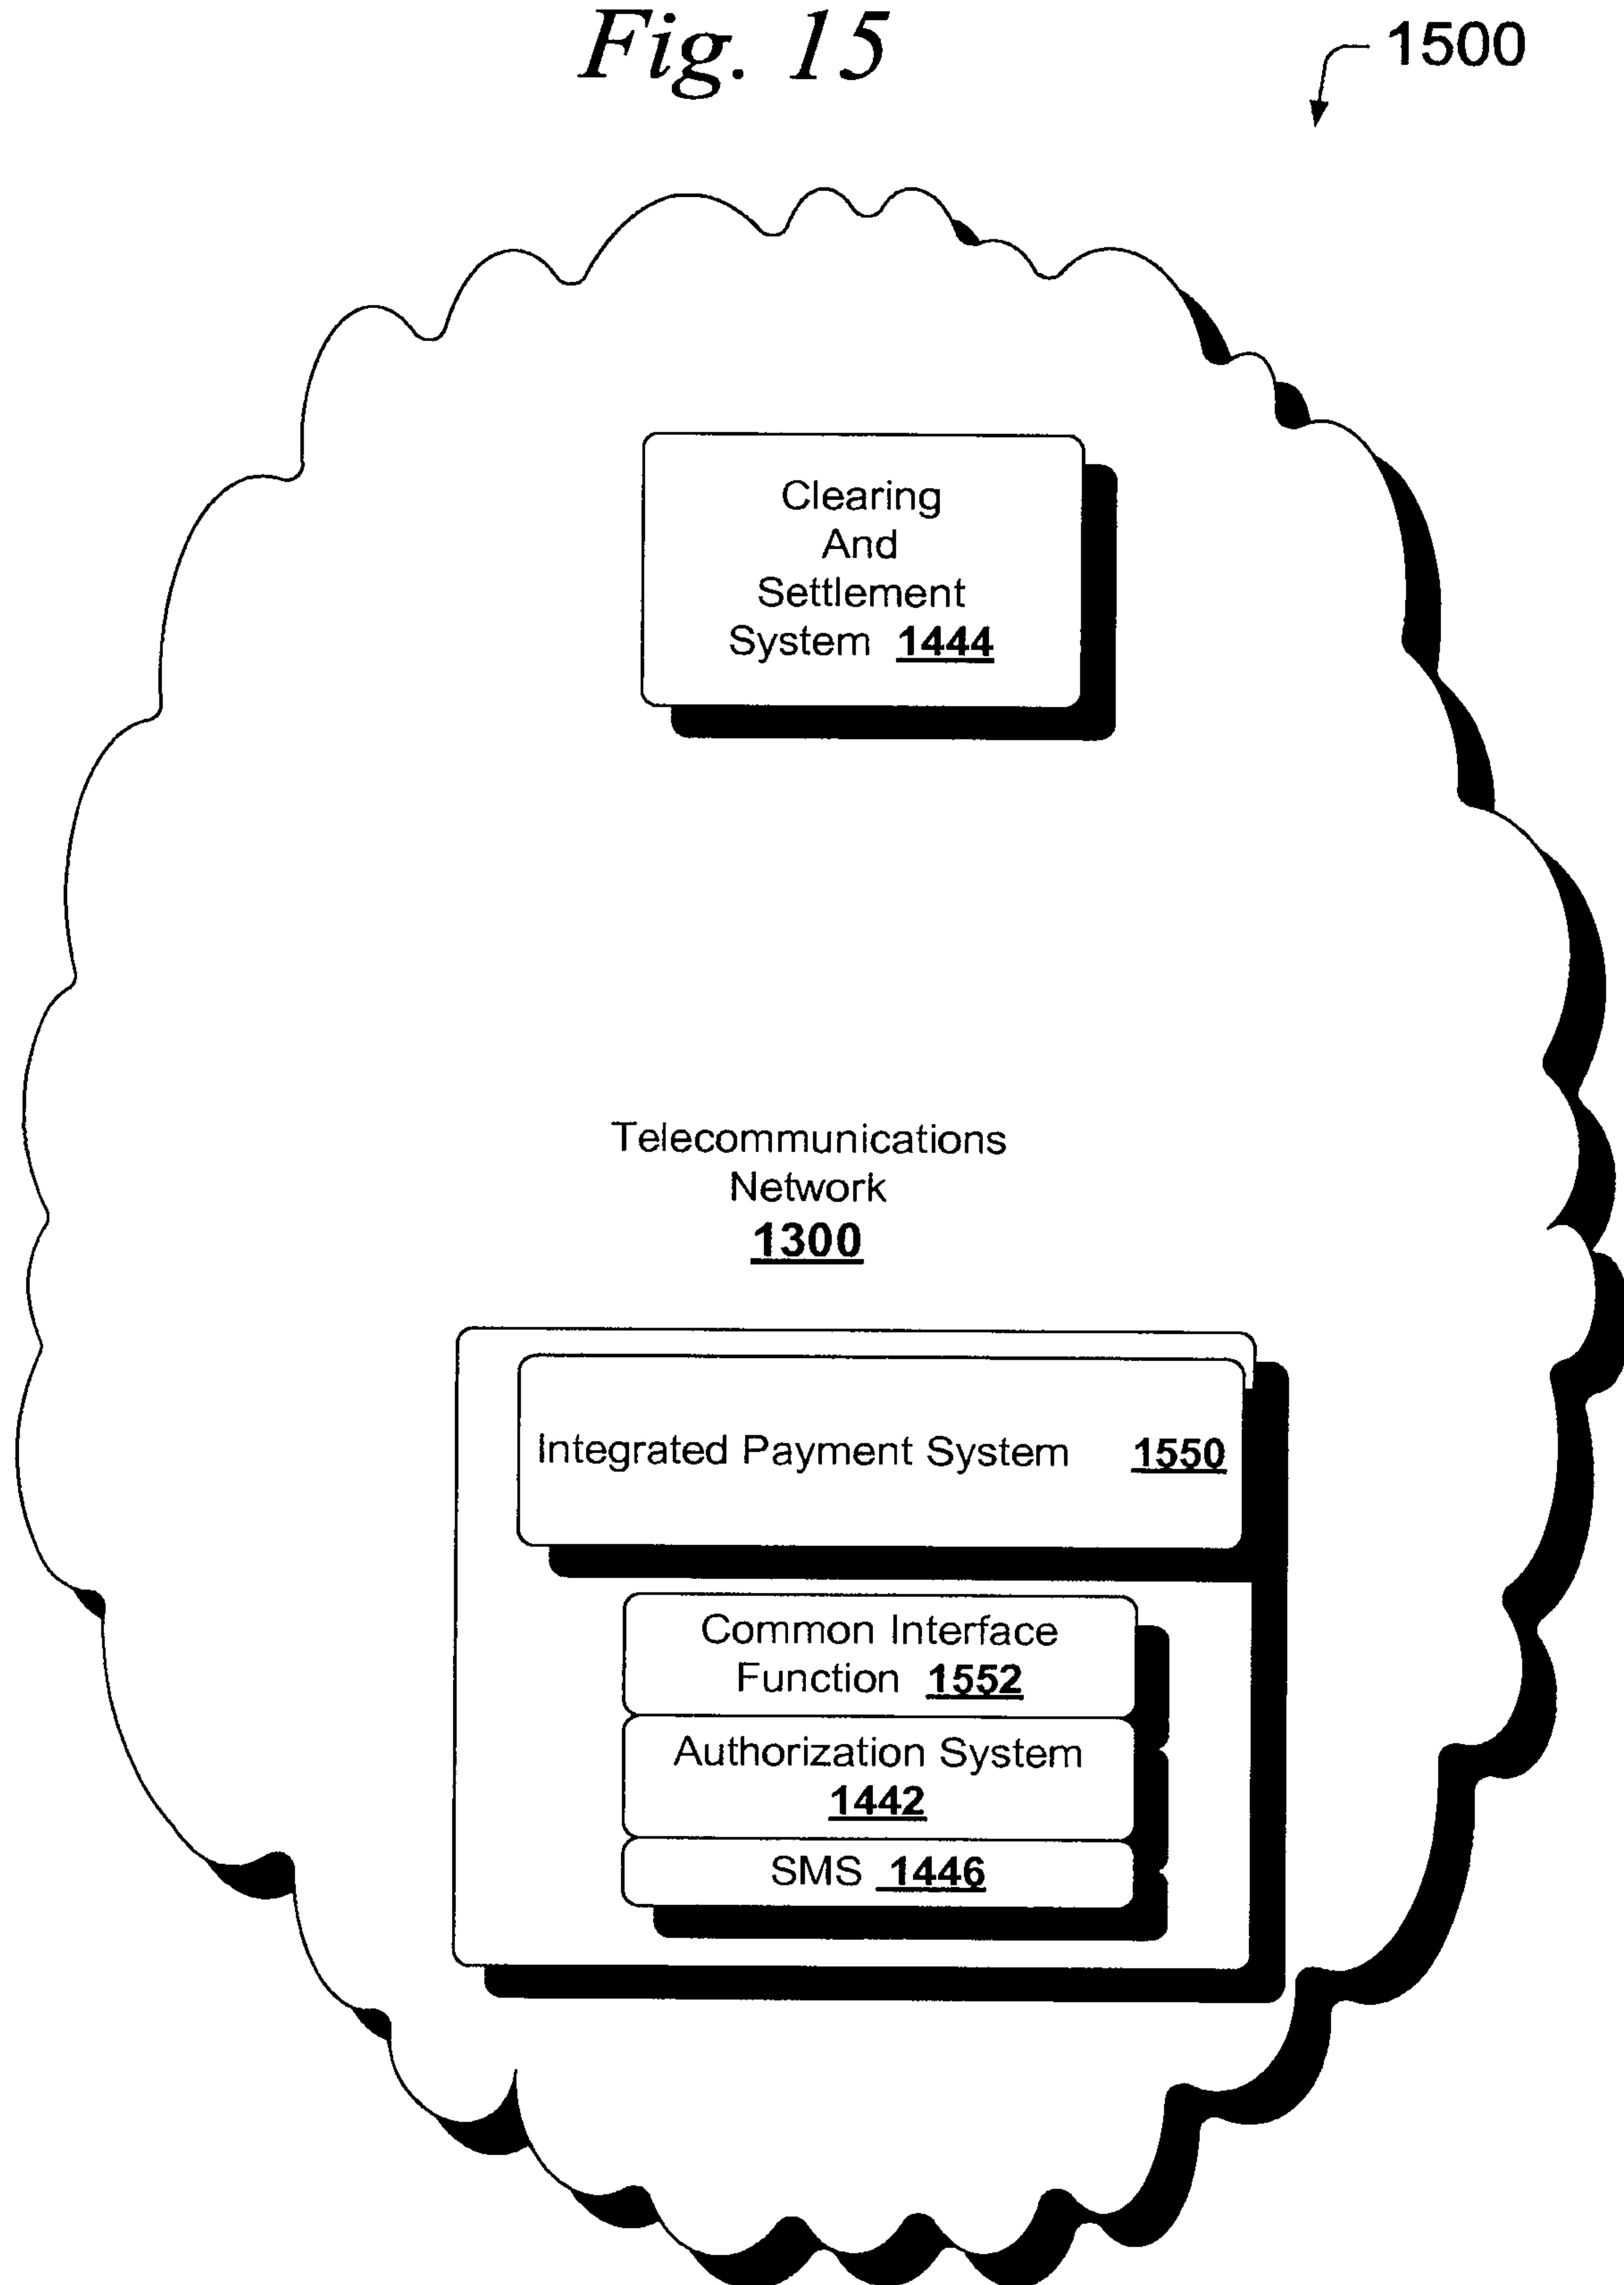 Fig. 15
1500
Clearing
And
Settlement
System 1444
Telecommunications
Network
1300
Integrated Payment System 1550
Common Interface
Function 1552
Authorization System
1442
SMS 1446